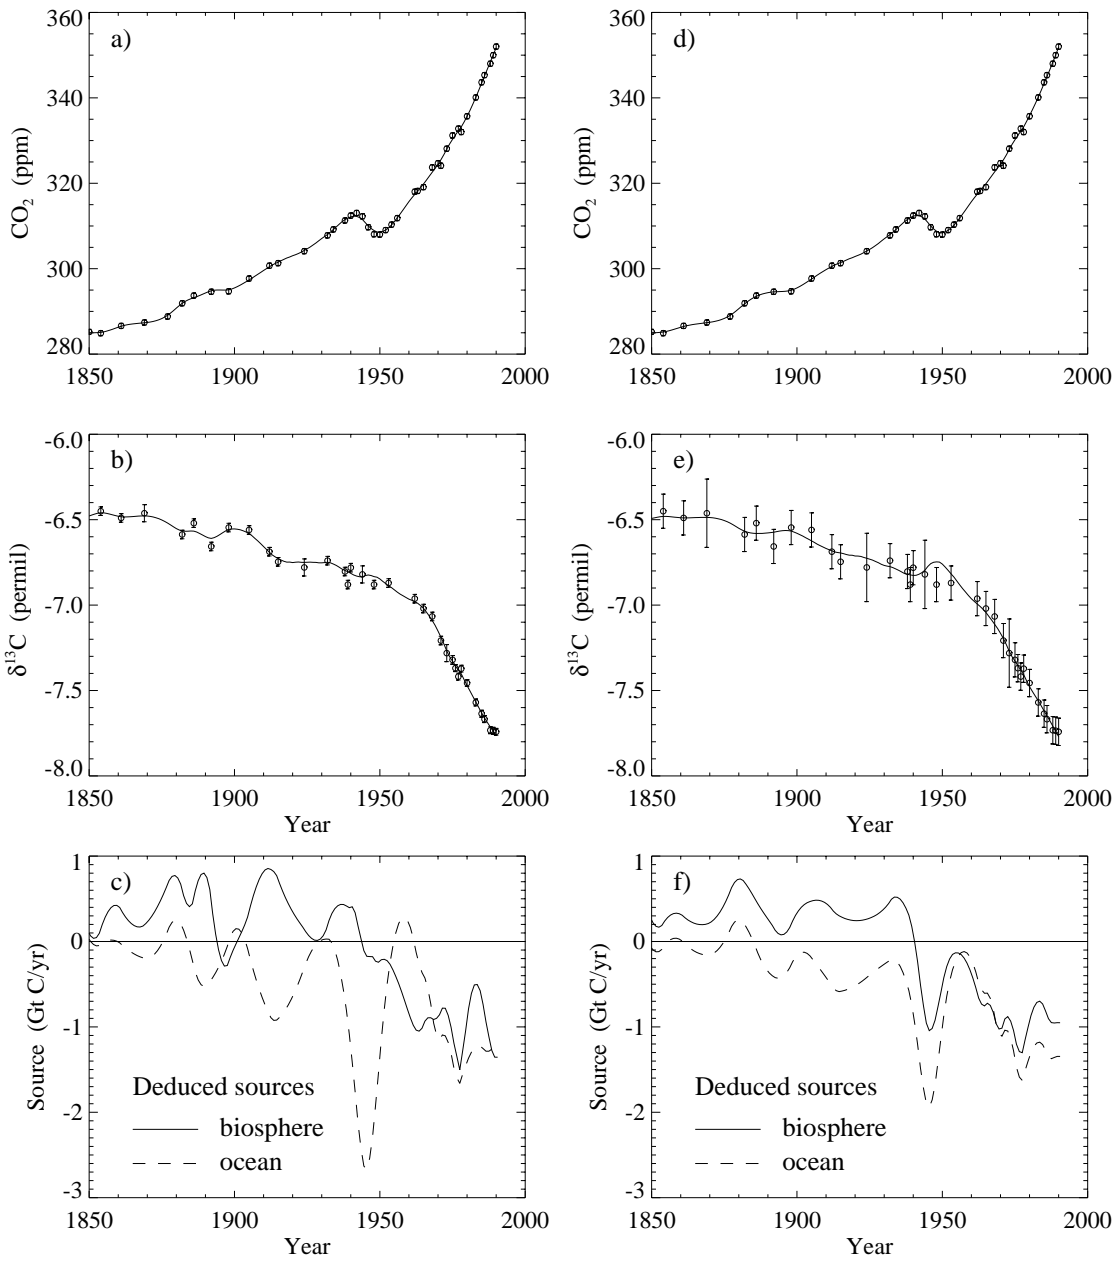 a)
360
340
320
300
280
CO₂ (ppm)
1850 1900 1950 2000
d)
360
340
320
300
280
CO₂ (ppm)
1850 1900 1950 2000
b)
-6.0
-6.5
-7.0
-7.5
-8.0
δ¹³C (permil)
1850 1900 1950 2000
Year
e)
-6.0
-6.5
-7.0
-7.5
-8.0
δ¹³C (permil)
1850 1900 1950 2000
Year
c)
1
0
-1
-2
-3
Source (Gt C/yr)
Deduced sources
biosphere
ocean
1850 1900 1950 2000
Year
f)
1
0
-1
-2
-3
Source (Gt C/yr)
Deduced sources
biosphere
ocean
1850 1900 1950 2000
Year